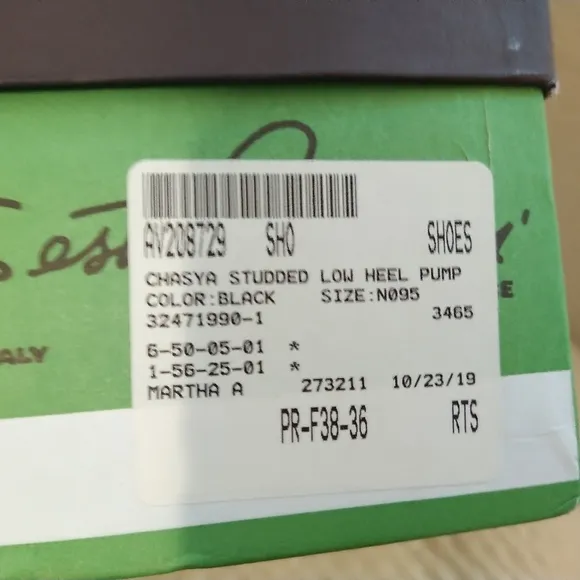 AV208729 SHO SHOES
CHASYA STUDDED LOW HEEL PUMP
COLOR:BLACK SIZE:N095
32471990-1 3465
6-50-05-01 *
1-56-25-01 *
MARTHA A 273211 10/23/19
PR-F38-36 RTS